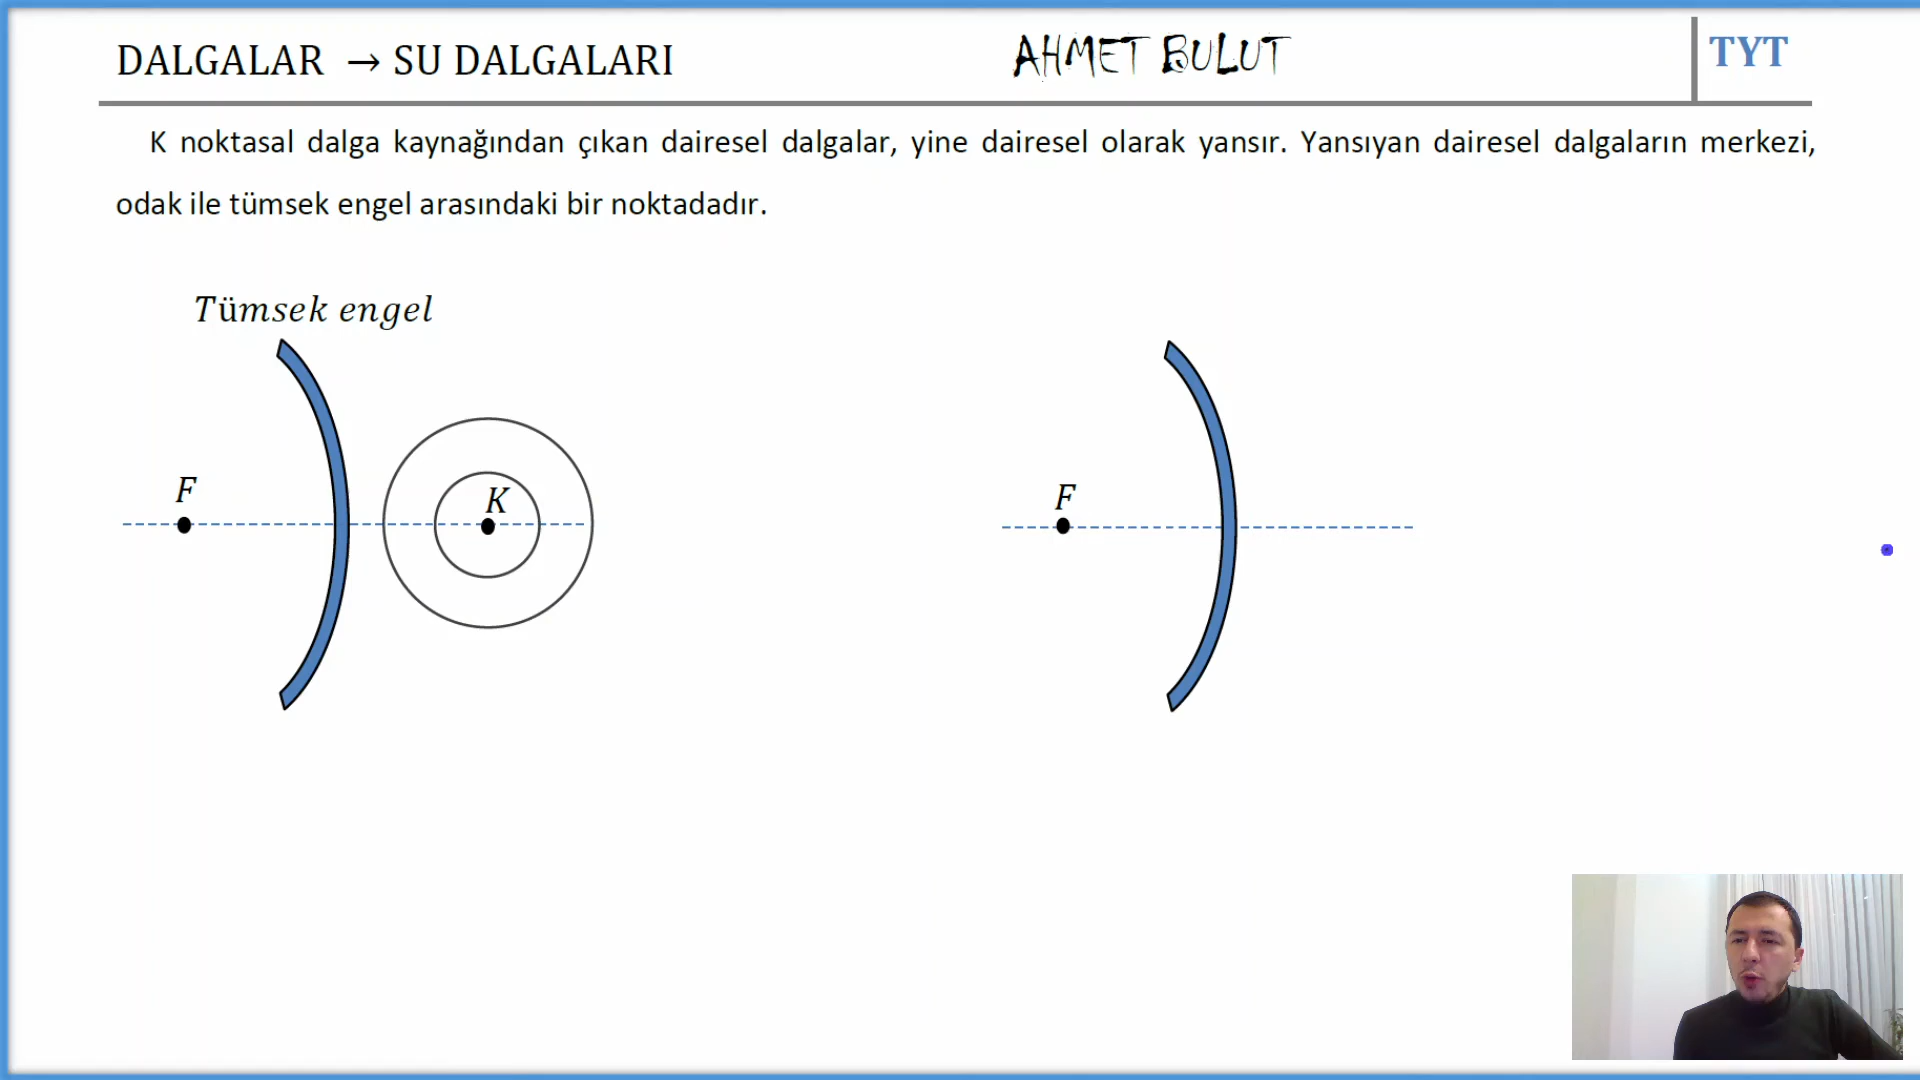 DALGALAR → SU DALGALARI
AHMET BULUT
TYT
K noktasal dalga kaynağından çıkan dairesel dalgalar, yine dairesel olarak yansır. Yansıyan dairesel dalgaların merkezi,
odak ile tümsek engel arasındaki bir noktadadır.
Tümsek engel
F
K
F